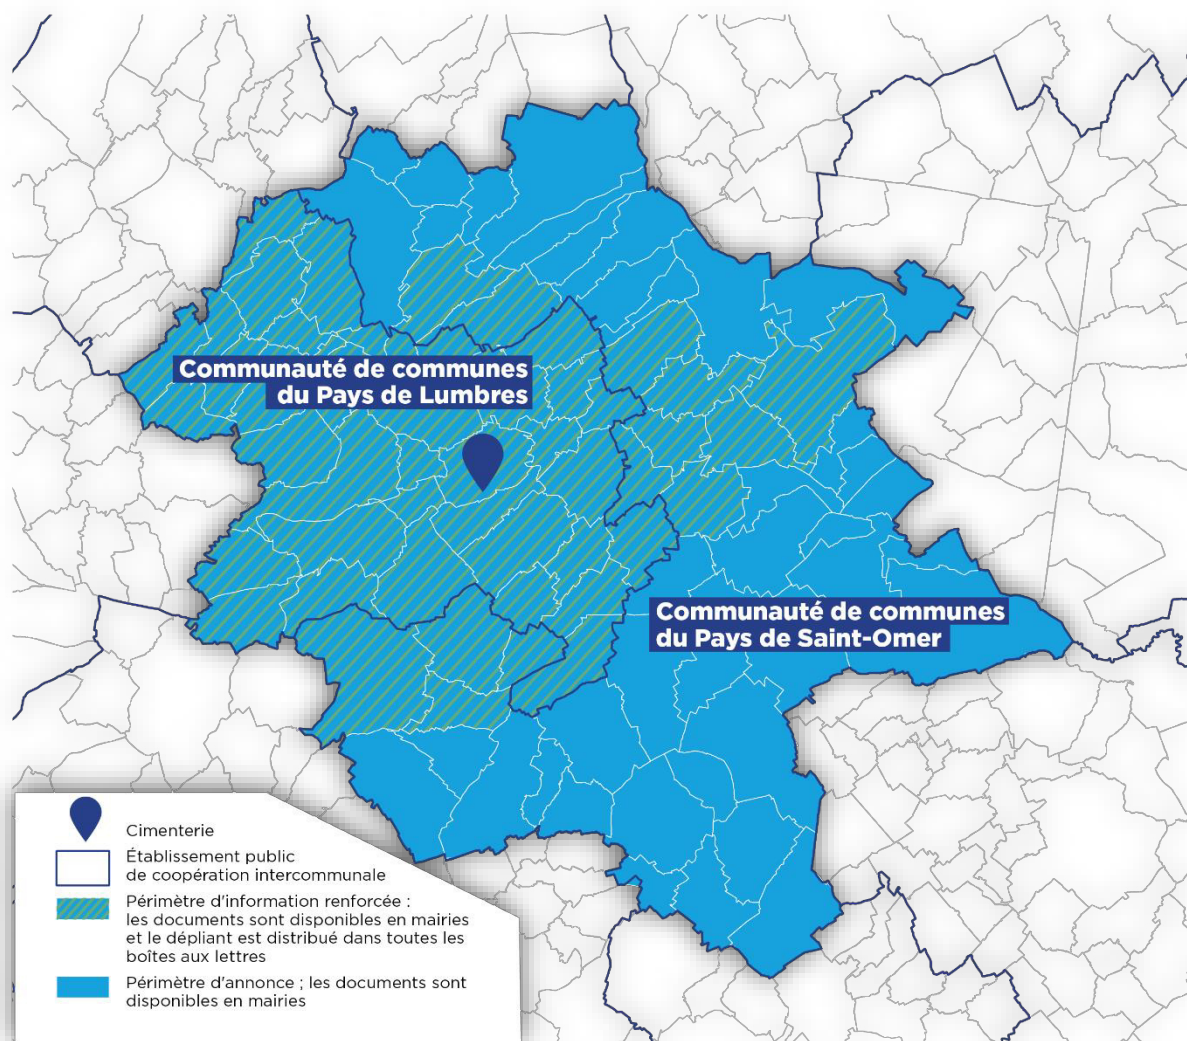 Communauté de communes
du Pays de Lumbres
Communauté de communes
du Pays de Saint-Omer
Cimenterie
Établissement public
de coopération intercommunale
Périmètre d'information renforcée :
les documents sont disponibles en mairies
et le dépliant est distribué dans toutes les
boîtes aux lettres
Périmètre d'annonce ; les documents sont
disponibles en mairies